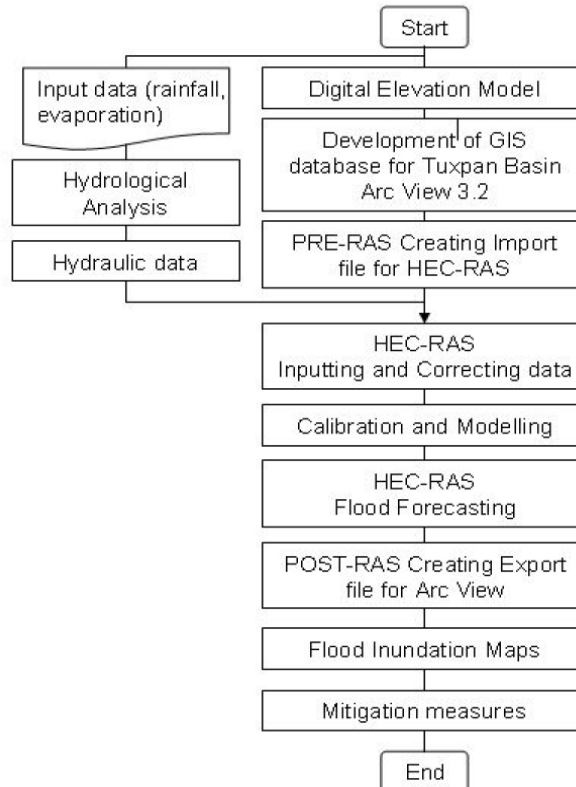 Start
Input data (rainfall,
evaporation)
Hydrological
Analysis
Hydraulic data
Digital Elevation Model
Development of GIS
database for Tuxpan Basin
Arc View 3.2
PRE-RAS Creating Import
file for HEC-RAS
HEC-RAS
Inputting and Correcting data
Calibration and Modelling
HEC-RAS
Flood Forecasting
POST-RAS Creating Export
file for Arc View
Flood Inundation Maps
Mitigation measures
End